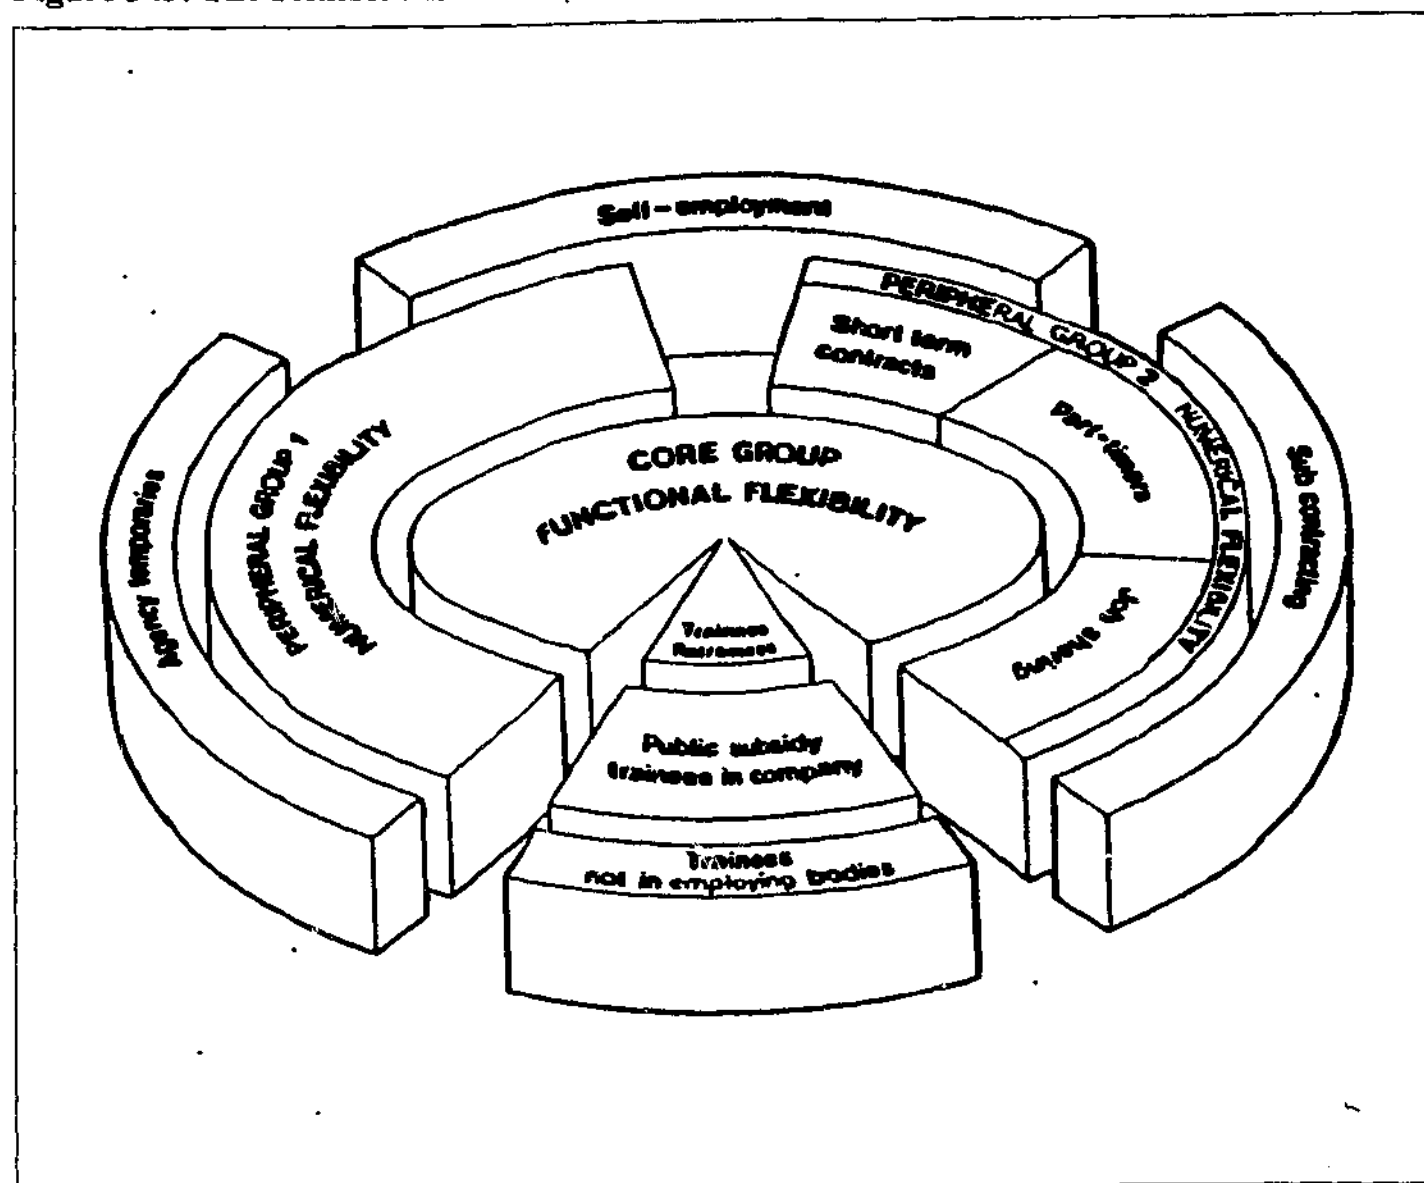 Self-employment
PERIPHERAL GROUP 2 NUMERICAL FLEXIBILITY
Short term
contracts
Part-timers
Job sharing
Sub contracting
CORE GROUP
FUNCTIONAL FLEXIBILITY
PERIPHERAL GROUP 1
NUMERICAL FLEXIBILITY
Agency temporaries
Trainees
Public subsidy
trainees in company
Trainees
not in employing bodies